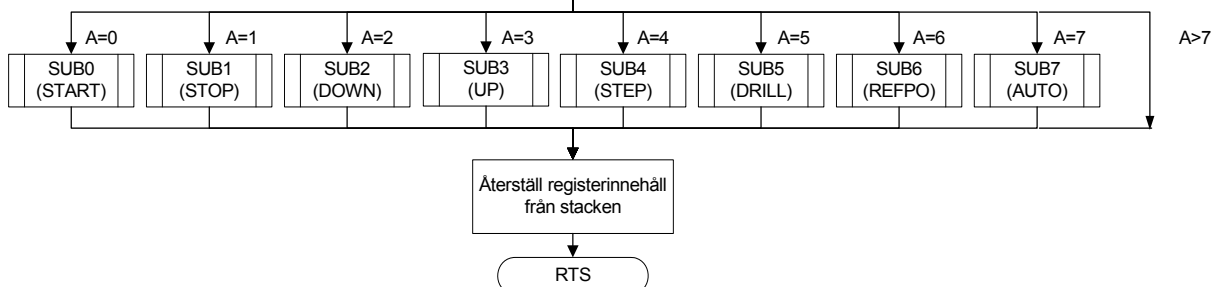 A=0
A=1
A=2
A=3
A=4
A=5
A=6
A=7
A>7
SUB0
(START)
SUB1
(STOP)
SUB2
(DOWN)
SUB3
(UP)
SUB4
(STEP)
SUB5
(DRILL)
SUB6
(REFPO)
SUB7
(AUTO)
Återställ registerinnehåll
från stacken
RTS